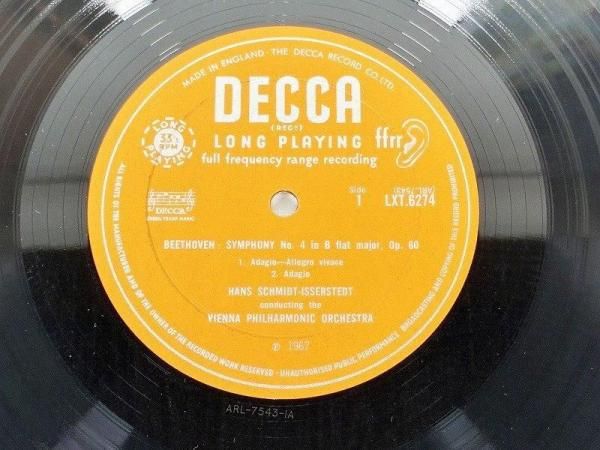 MADE IN ENGLAND · THE DECCA RECORD CO. LTD.
DECCA
(REGD)
LONG PLAYING
33⅓
RPM
LONG PLAYING
ffrr
full frequency range recording
DECCA
Side
1
(ARL.7543)
LXT.6274
BEETHOVEN : SYMPHONY No. 4 in B flat major, Op. 60
1. Adagio—Allegro vivace
2. Adagio
HANS SCHMIDT-ISSERSTEDT
conducting the
VIENNA PHILHARMONIC ORCHESTRA
℗ 1967
ALL RIGHTS OF THE MANUFACTURER AND OF THE OWNER OF THE RECORDED WORK RESERVED · UNAUTHORISED PUBLIC PERFORMANCE BROADCASTING AND COPYING OF THIS RECORD PROHIBITED
ARL-7543-1A